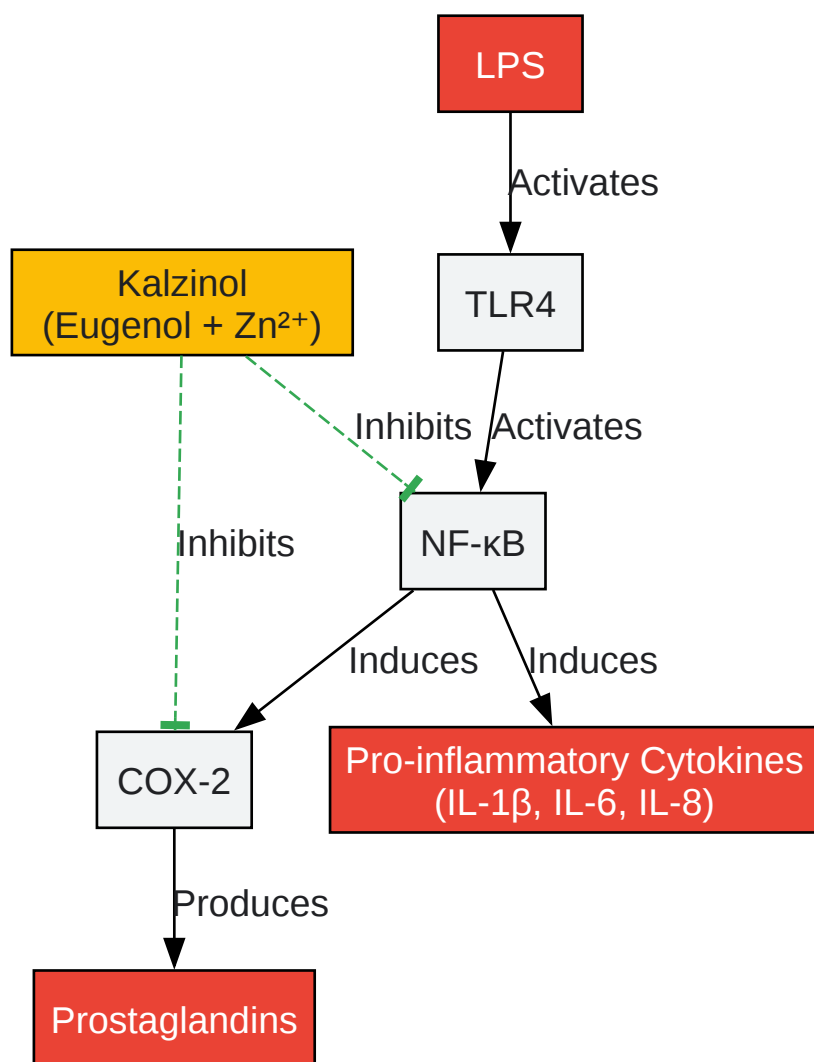 LPS
Activates
Kalzinol
(Eugenol + Zn²⁺)
TLR4
Inhibits
Activates
NF-κB
Inhibits
Induces
Induces
COX-2
Pro-inflammatory Cytokines
(IL-1β, IL-6, IL-8)
Produces
Prostaglandins